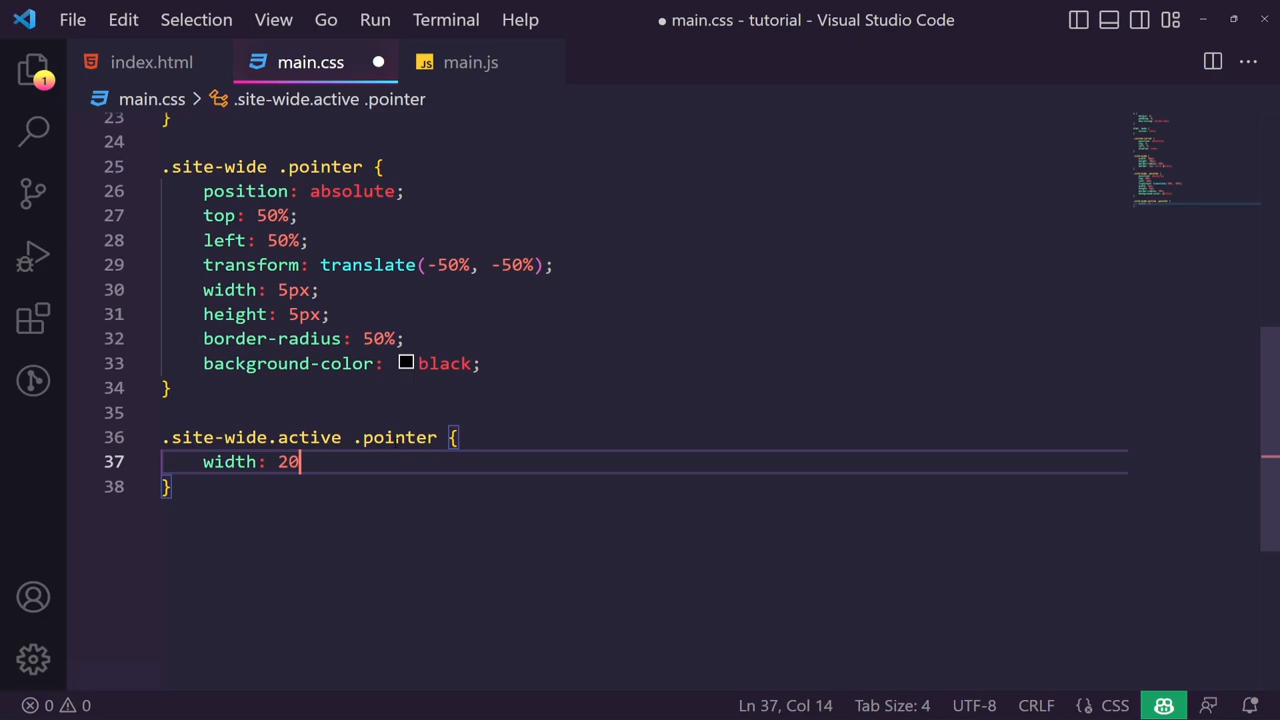 File Edit Selection View Go Run Terminal Help ● main.css - tutorial - Visual Studio Code
1 index.html main.css JS main.js
main.css > .site-wide.active .pointer
23 }
24
25 .site-wide .pointer {
26 position: absolute;
27 top: 50%;
28 left: 50%;
29 transform: translate(-50%, -50%);
30 width: 5px;
31 height: 5px;
32 border-radius: 50%;
33 background-color: black;
34 }
35
36 .site-wide.active .pointer {
37 width: 20
38 }
0 0 Ln 37, Col 14 Tab Size: 4 UTF-8 CRLF {} CSS